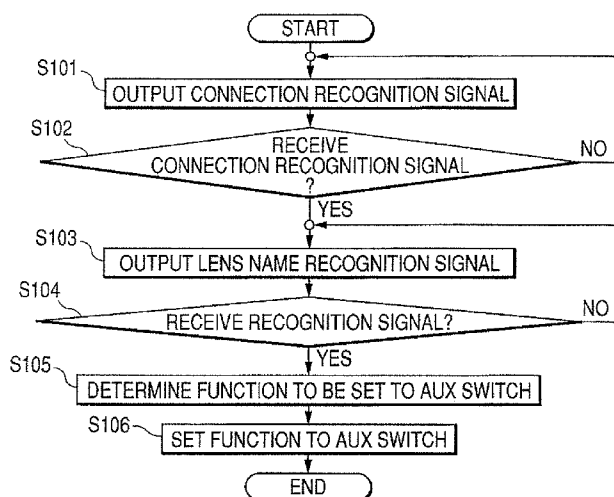 START
S101
OUTPUT CONNECTION RECOGNITION SIGNAL
S102
RECEIVE
CONNECTION RECOGNITION SIGNAL
?
NO
YES
S103
OUTPUT LENS NAME RECOGNITION SIGNAL
S104
RECEIVE RECOGNITION SIGNAL?
NO
YES
S105
DETERMINE FUNCTION TO BE SET TO AUX SWITCH
S106
SET FUNCTION TO AUX SWITCH
END